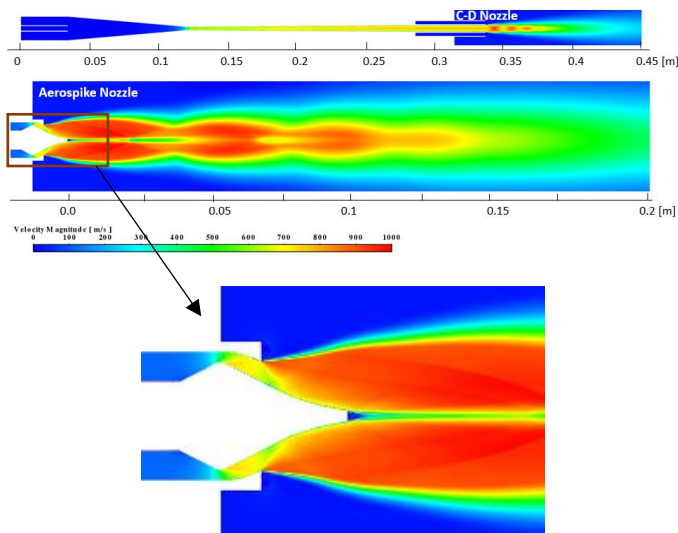 C-D Nozzle
0 0.05 0.1 0.15 0.2 0.25 0.3 0.35 0.4 0.45 [m]
Aerospike Nozzle
0.0 0.05 0.1 0.15 0.2 [m]
Velocity Magnitude [ m/s ]
0 100 200 300 400 500 600 700 800 900 1000